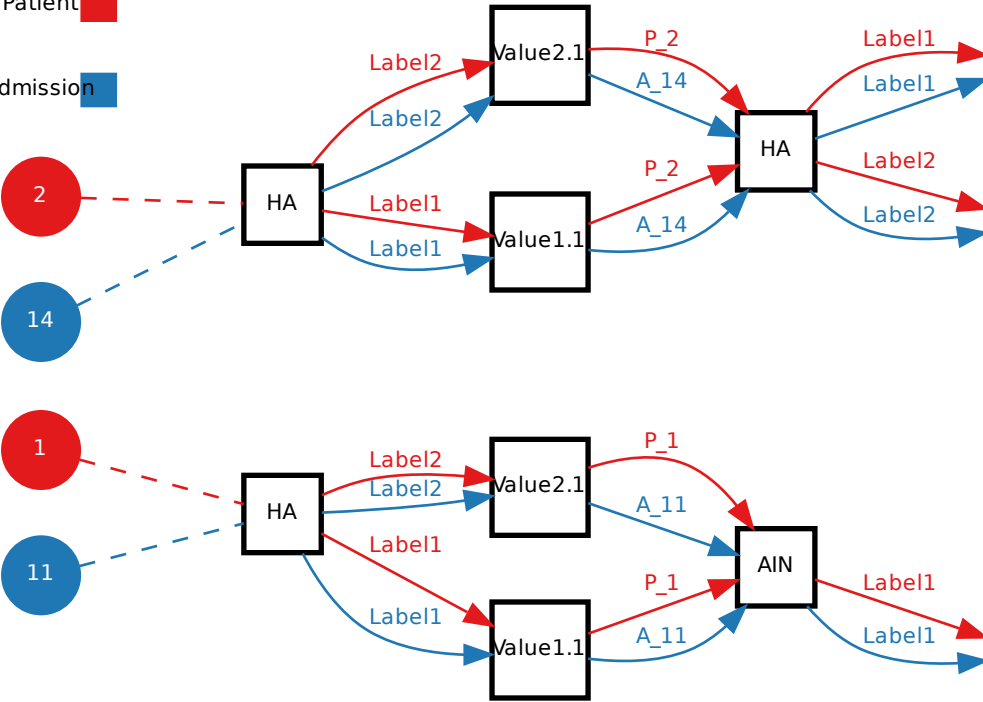 Patient
dmission
Label2
Value2.1
P_2
Label1
A_14
Label1
Label2
HA
2
HA
Label1
P_2
Label2
Label1
Value1.1
A_14
Label2
14
1
Label2
Value2.1
P_1
Label2
A_11
HA
11
Label1
AIN
Label1
P_1
Label1
Value1.1
A_11
Label1